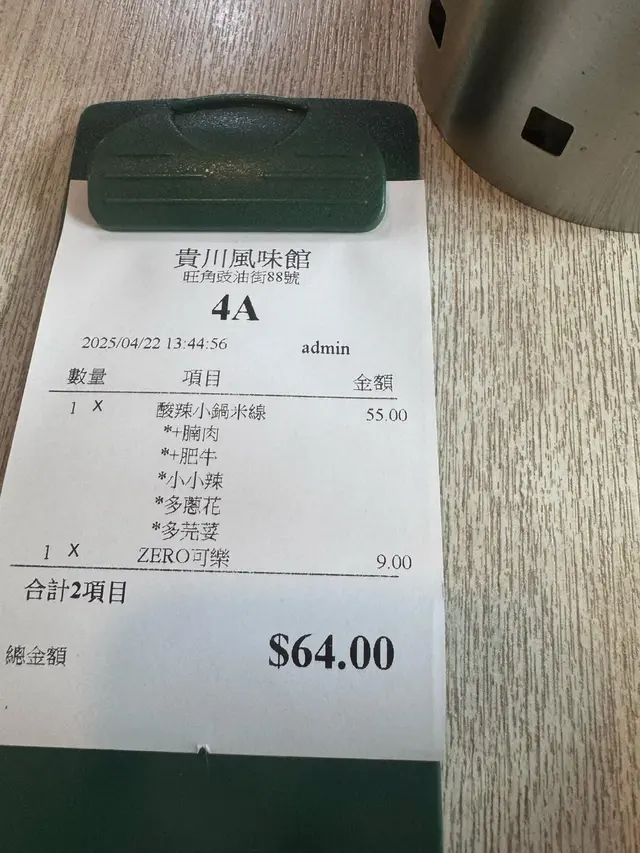 貴川風味館
旺角豉油街88號
4A
2025/04/22 13:44:56 admin
數量 項目 金額
1 X 酸辣小鍋米線 55.00
*+腩肉
*+肥牛
*小小辣
*多蔥花
*多芫荽
1 X ZERO可樂 9.00
合計2項目
總金額 $64.00